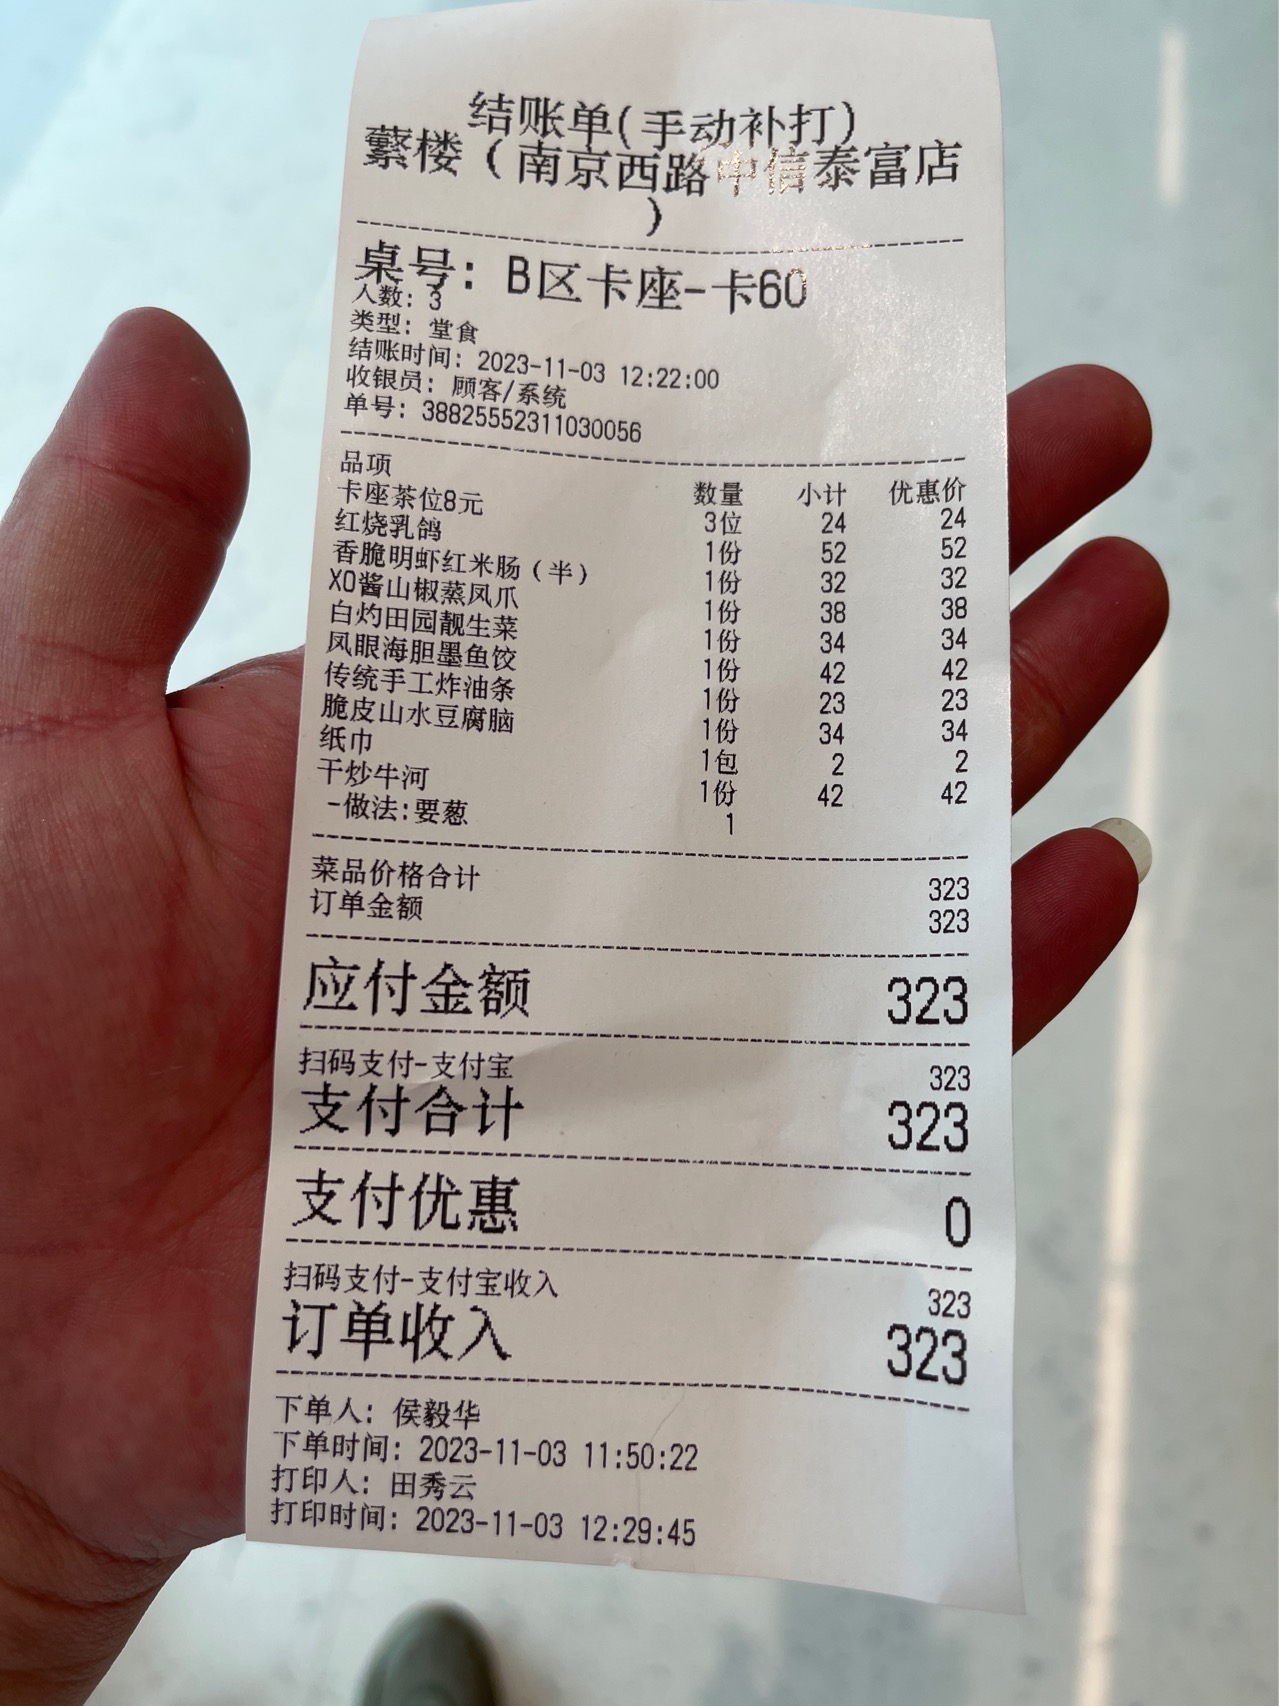 结账单(手动补打)
蘩楼（南京西路中信泰富店
）
桌号: B区卡座-卡60
人数: 3
类型: 堂食
结账时间: 2023-11-03 12:22:00
收银员: 顾客/系统
单号: 38825552311030056
品项 数量 小计 优惠价
卡座茶位8元 3位 24 24
红烧乳鸽 1份 52 52
香脆明虾红米肠（半） 1份 32 32
XO酱山椒蒸凤爪 1份 38 38
白灼田园靓生菜 1份 34 34
凤眼海胆墨鱼饺 1份 42 42
传统手工炸油条 1份 23 23
脆皮山水豆腐脑 1份 34 34
纸巾 1包 2 2
干炒牛河 1份 42 42
-做法:要葱 1
菜品价格合计 323
订单金额 323
应付金额 323
扫码支付-支付宝 323
支付合计 323
支付优惠 0
扫码支付-支付宝收入 323
订单收入 323
下单人: 侯毅华
下单时间: 2023-11-03 11:50:22
打印人: 田秀云
打印时间: 2023-11-03 12:29:45